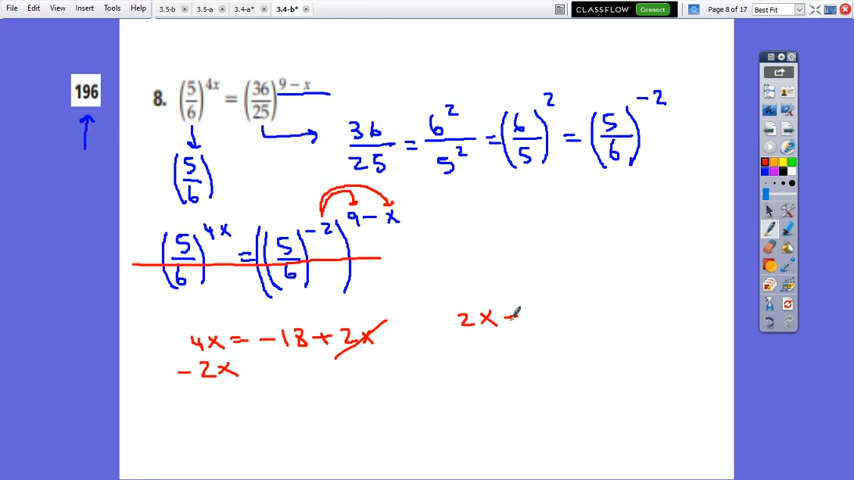 File Edit View Insert Tools Help 3.5-b 3.5-a 3.4-a* 3.4-b* CLASSFLOW Connect Page 8 of 17 Best Fit
196
8. (5/6)^(4x) = (36/25)^(9 – x)
36/25 = 6^2/5^2 = (6/5)^2 = (5/6)^(-2)
(5/6)
(5/6)^(4x) = ((5/6)^(-2))^(9 - x)
4x = -18 + 2x
2x -
- 2x